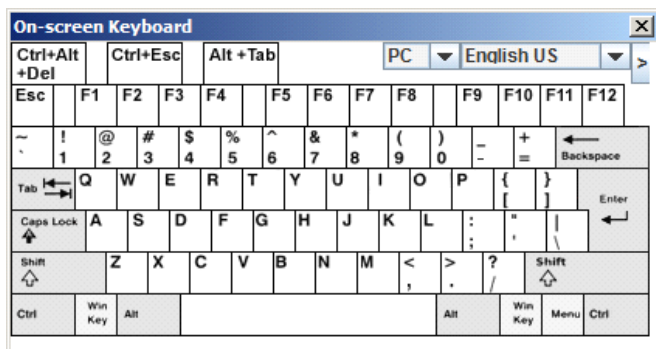 On-screen Keyboard
Ctrl+Alt +Del Ctrl+Esc Alt +Tab PC English US >
Esc F1 F2 F3 F4 F5 F6 F7 F8 F9 F10 F11 F12
~ ! @ # $ % ^ & * ( ) _ +
` 1 2 3 4 5 6 7 8 9 0 - = Backspace
Tab Q W E R T Y U I O P { }
[ ] Enter
Caps Lock A S D F G H J K L : " |
; ' \
Shift Z X C V B N M < > ? Shift
, . /
Ctrl Win Key Alt Alt Win Key Menu Ctrl